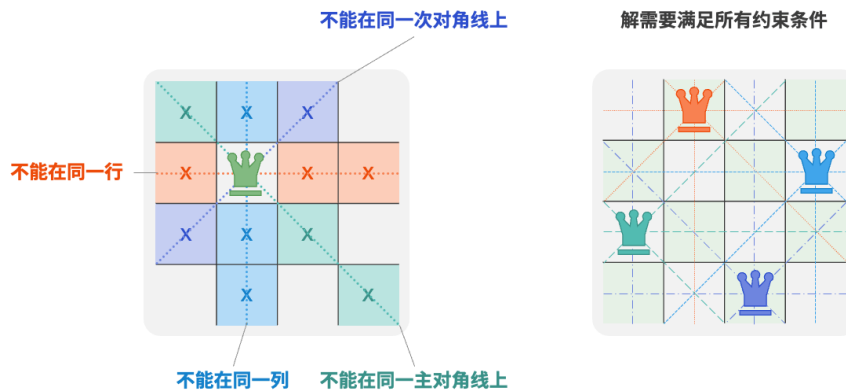 不能在同一次对角线上
解需要满足所有约束条件
X X X
不能在同一行
X X X
X X X
X X
不能在同一列
不能在同一主对角线上